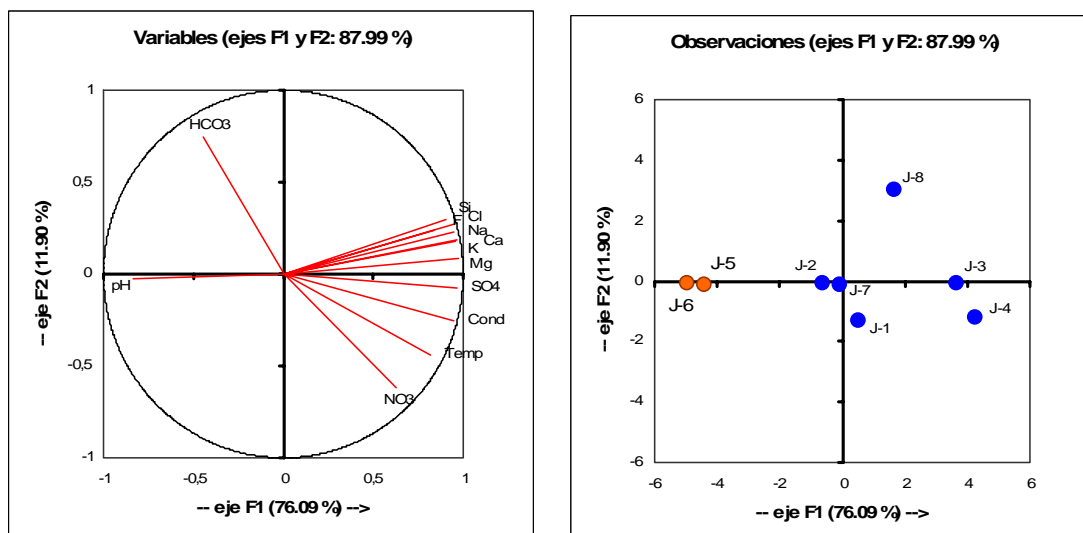 Variables (ejes F1 y F2: 87.99 %)
1
0,5
0
-0,5
-1
-1
-0,5
0
0,5
1
-- eje F2 (11.90 %) -->
-- eje F1 (76.09 %) -->
HCO3
Si
F
Cl
Na
Ca
K
Mg
SO4
Cond
Temp
NO3
pH
Observaciones (ejes F1 y F2: 87.99 %)
6
4
2
0
-2
-4
-6
-6
-4
-2
0
2
4
6
-- eje F2 (11.90 %) -->
-- eje F1 (76.09 %) -->
J-8
J-5
J-6
J-2
J-7
J-1
J-3
J-4